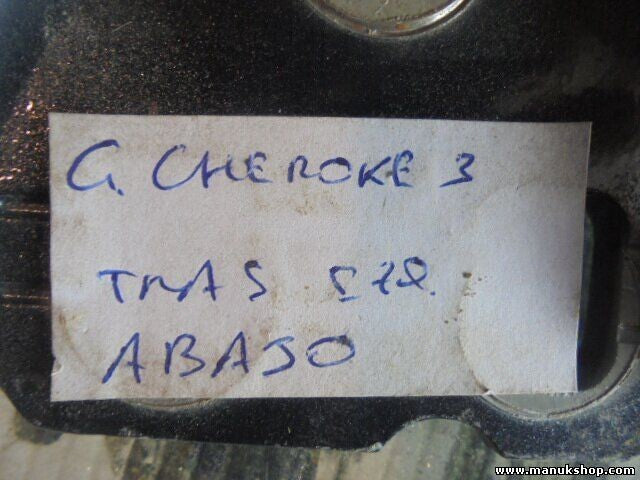 G. CHEROKE 3
TRAS IZQ.
ABAJO
www.manukshop.com